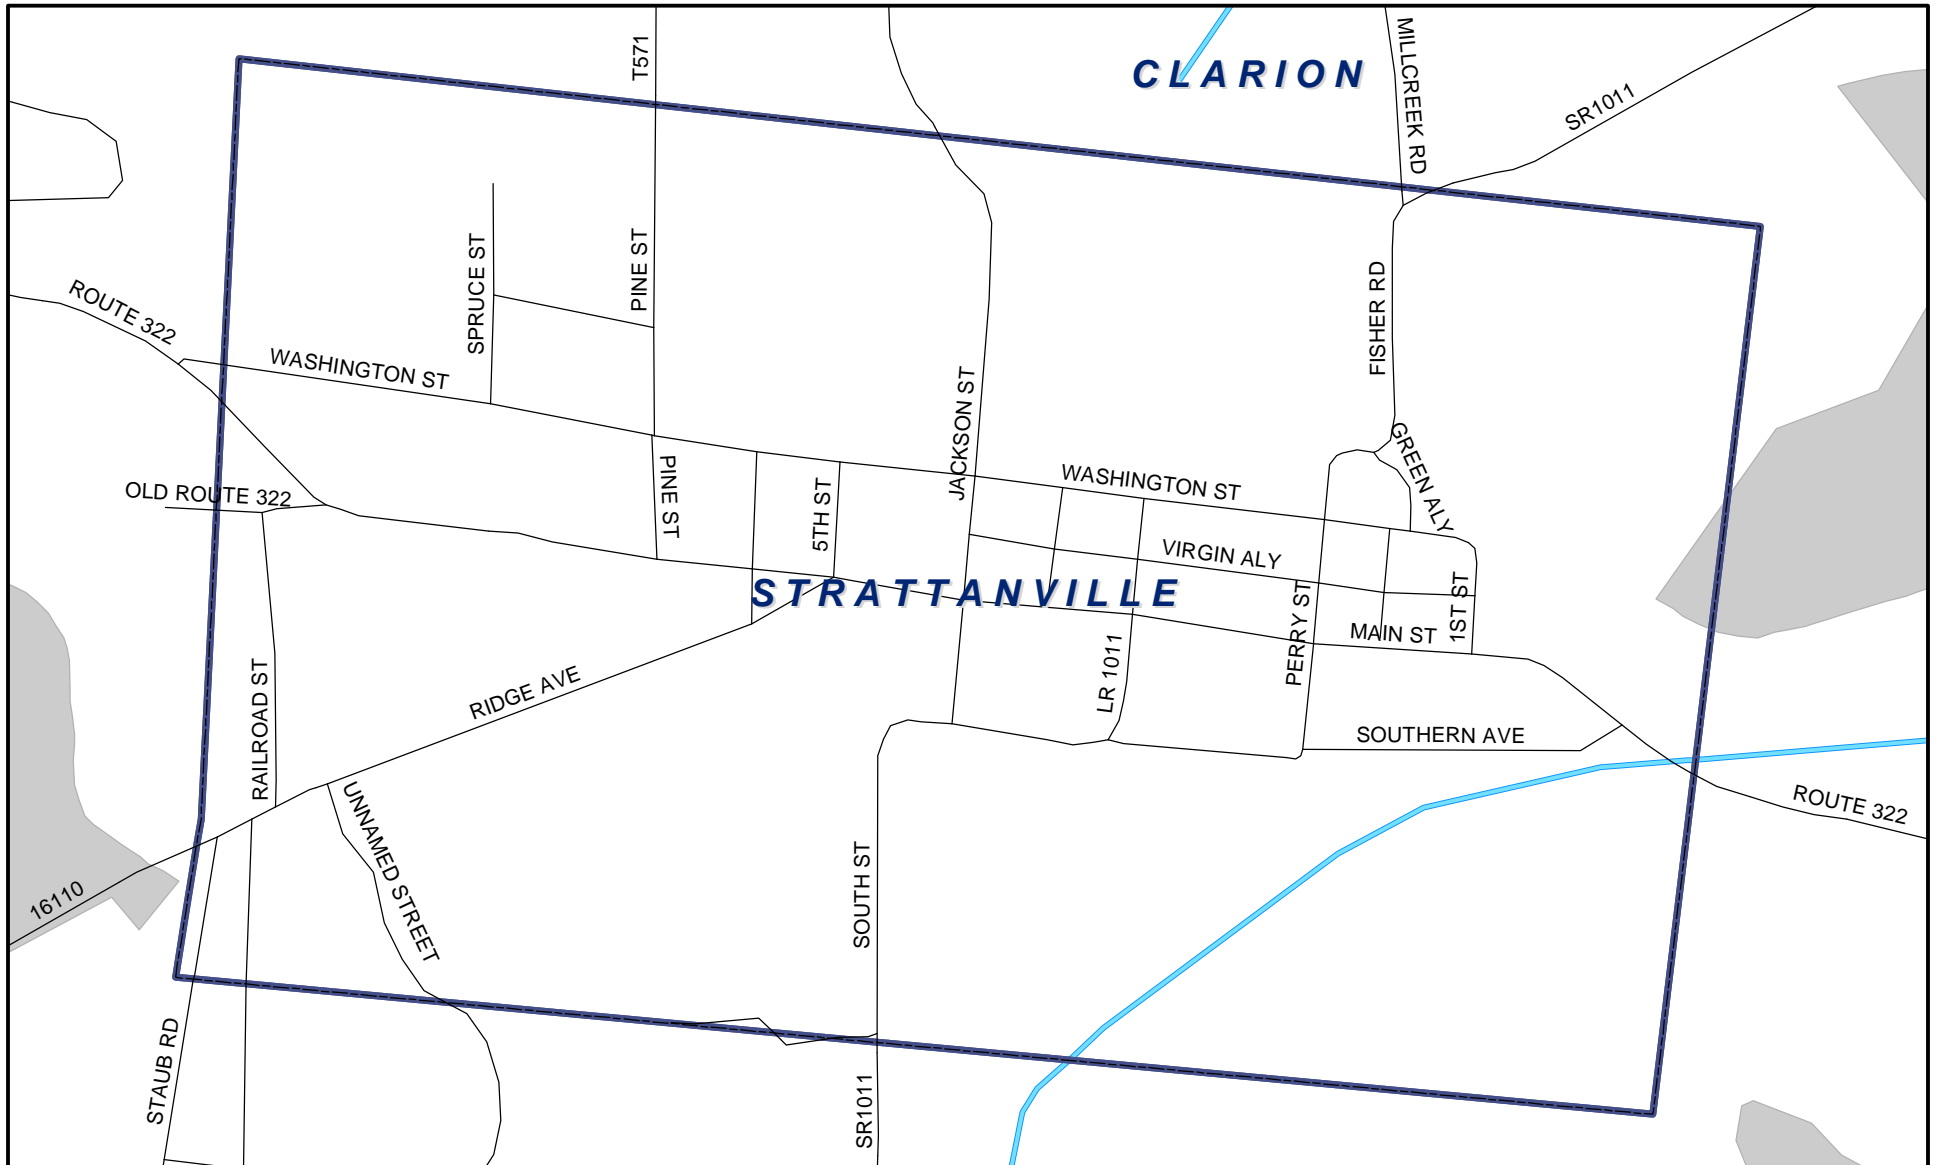 T571
CLARION
MILLCREEK RD
SR1011
SPRUCE ST
PINE ST
FISHER RD
ROUTE 322
WASHINGTON ST
JACKSON ST
GREEN ALY
OLD ROUTE 322
PINE ST
5TH ST
WASHINGTON ST
VIRGIN ALY
STRATTANVILLE
1ST ST
PERRY ST
MAIN ST
RIDGE AVE
LR 1011
RAILROAD ST
SOUTHERN AVE
UNNAMED STREET
ROUTE 322
16110
SOUTH ST
STAUB RD
SR1011